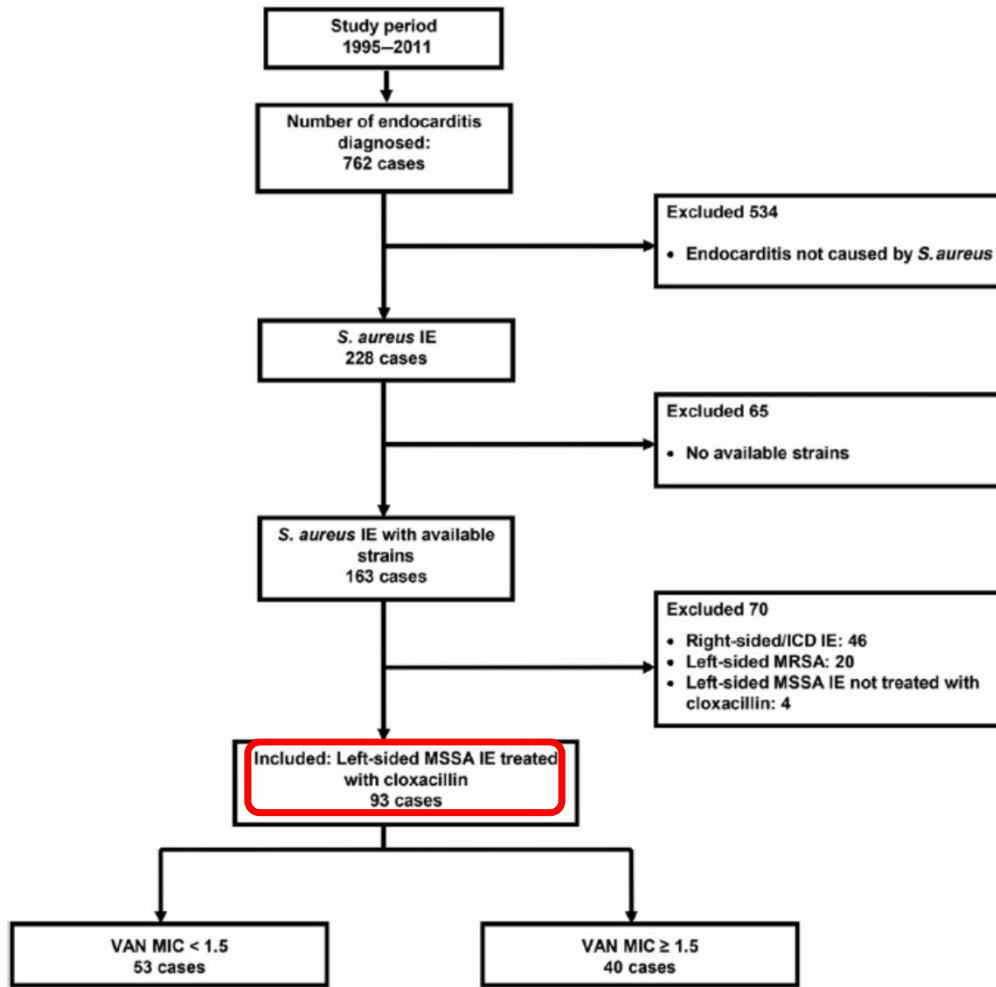 Study period
1995–2011
Number of endocarditis
diagnosed:
762 cases
Excluded 534
• Endocarditis not caused by S. aureus
S. aureus IE
228 cases
Excluded 65
• No available strains
S. aureus IE with available
strains
163 cases
Excluded 70
• Right-sided/ICD IE: 46
• Left-sided MRSA: 20
• Left-sided MSSA IE not treated with
cloxacillin: 4
Included: Left-sided MSSA IE treated
with cloxacillin
93 cases
VAN MIC < 1.5
53 cases
VAN MIC ≥ 1.5
40 cases